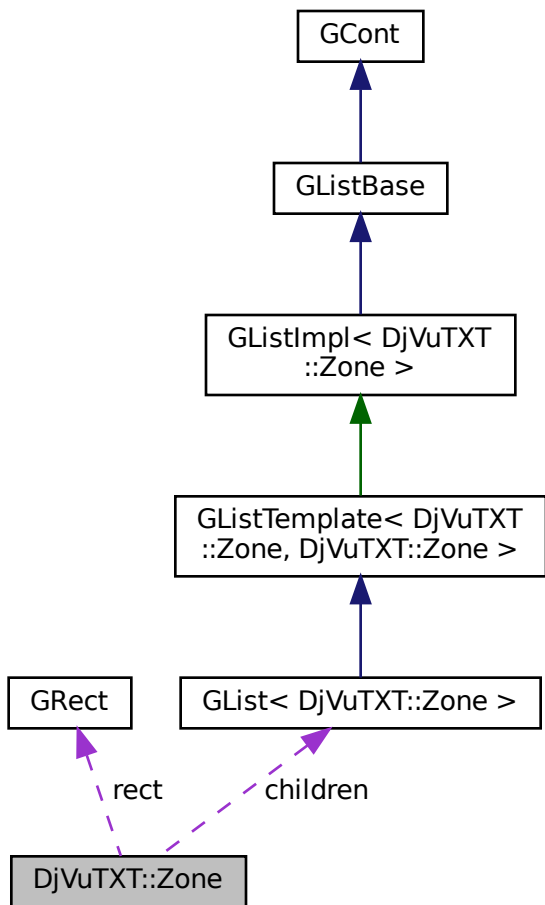 GCont
GListBase
GListImpl< DjVuTXT
::Zone >
GListTemplate< DjVuTXT
::Zone, DjVuTXT::Zone >
GRect
GList< DjVuTXT::Zone >
rect
children
DjVuTXT::Zone